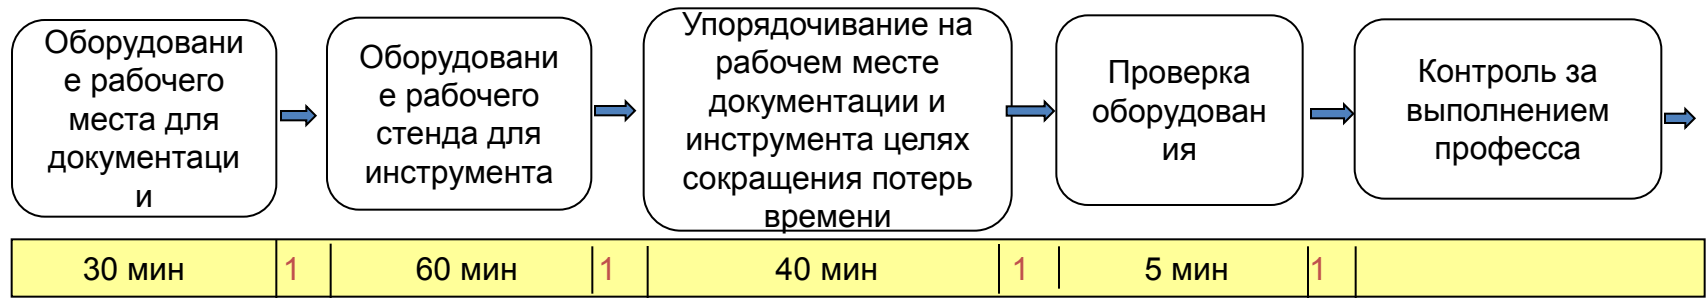 Оборудовани
е рабочего
места для
документаци
и
Оборудовани
е рабочего
стенда для
инструмента
Упорядочивание на
рабочем месте
документации и
инструмента целях
сокращения потерь
времени
Проверка
оборудован
ия
Контроль за
выполнением
професса
30 мин
1
60 мин
1
40 мин
1
5 мин
1